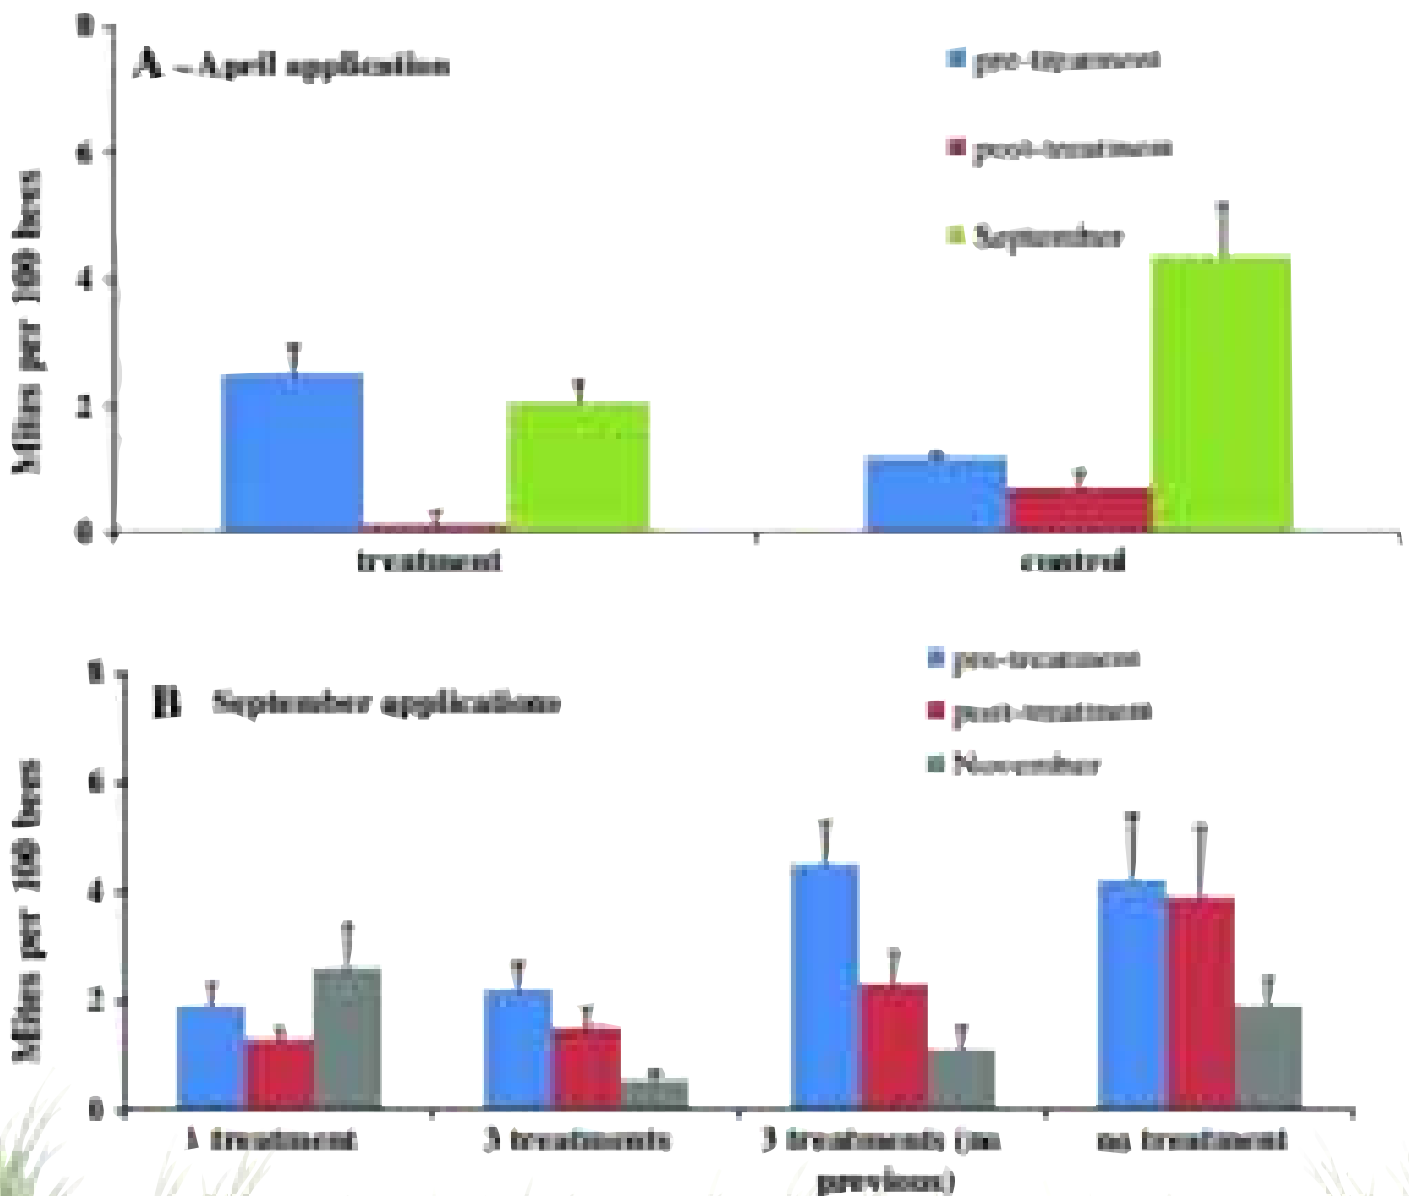 8
A – April application
pre-treatment
6
post-treatment
September
4
Mites per 100 bees
2
0
treatment
control
8
pre-treatment
B September applications
post-treatment
November
6
Mites per 100 bees
4
2
0
1 treatment
3 treatments
3 treatments (no
previous)
no treatment